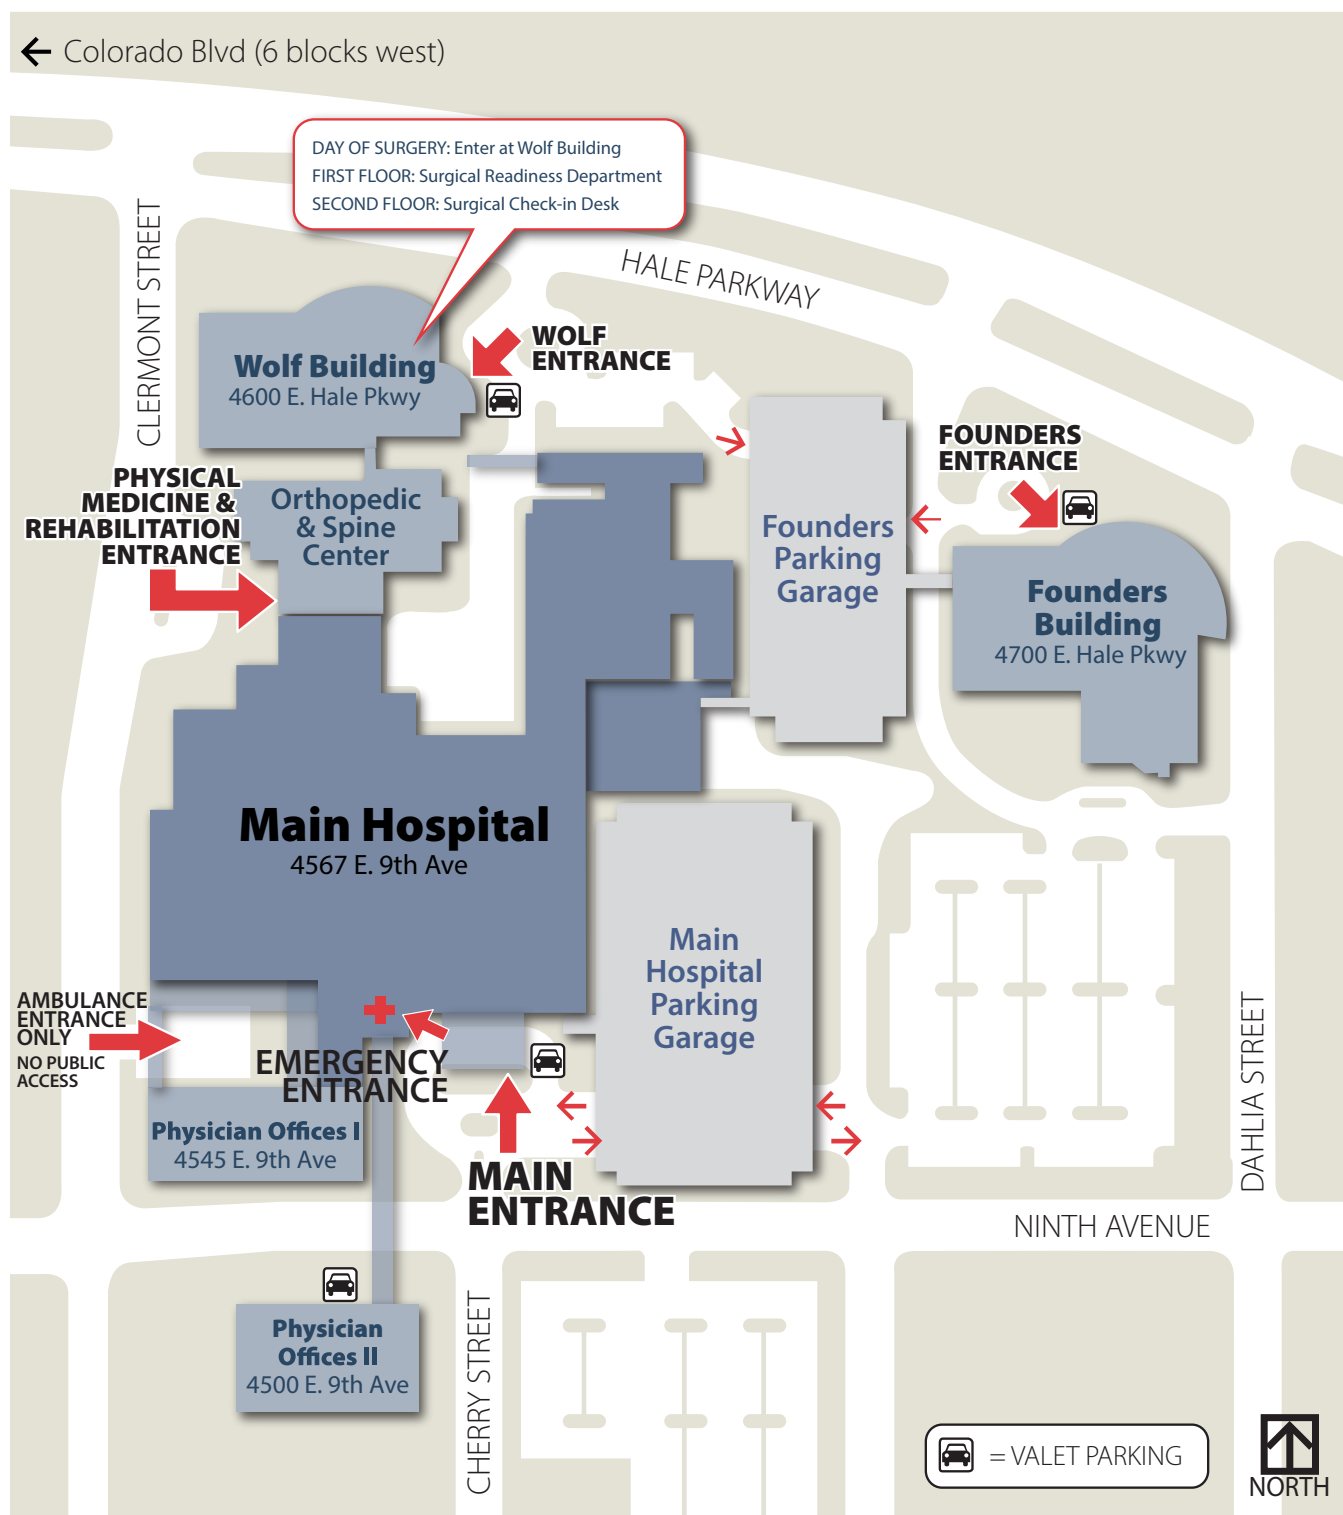 Colorado Blvd (6 blocks west)
DAY OF SURGERY: Enter at Wolf Building
FIRST FLOOR: Surgical Readiness Department
SECOND FLOOR: Surgical Check-in Desk
CLERMONT STREET
HALE PARKWAY
WOLF
ENTRANCE
Wolf Building
4600 E. Hale Pkwy
FOUNDERS
ENTRANCE
PHYSICAL
MEDICINE &
REHABILITATION
ENTRANCE
Orthopedic
& Spine
Center
Founders
Parking
Garage
Founders
Building
4700 E. Hale Pkwy
Main Hospital
4567 E. 9th Ave
Main
Hospital
Parking
Garage
AMBULANCE
ENTRANCE
ONLY
NO PUBLIC
ACCESS
EMERGENCY
ENTRANCE
DAHLIA STREET
Physician Offices I
4545 E. 9th Ave
MAIN
ENTRANCE
NINTH AVENUE
Physician
Offices II
4500 E. 9th Ave
CHERRY STREET
= VALET PARKING
NORTH